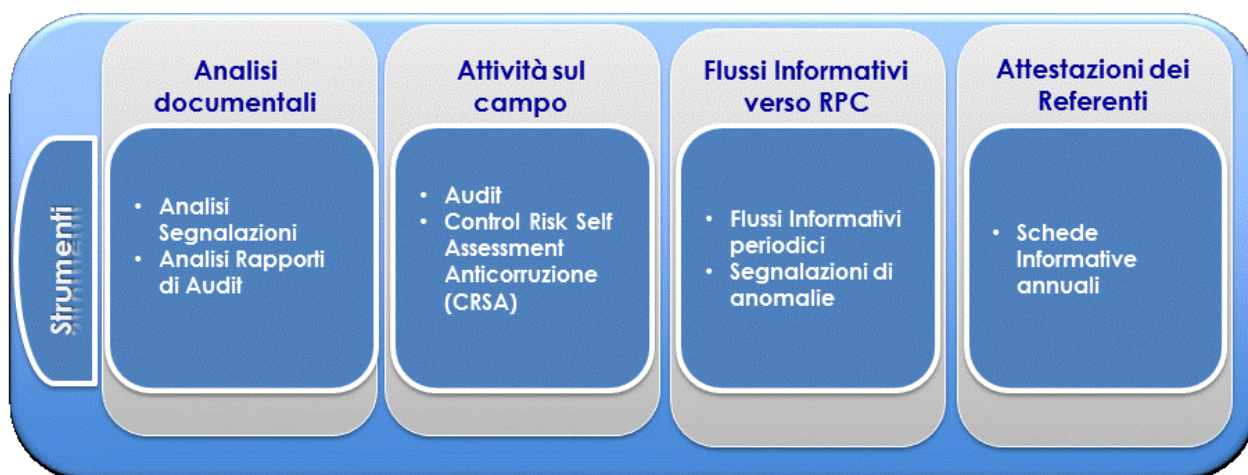 Analisi
documentali
Attività sul
campo
Flussi Informativi
verso RPC
Attestazioni dei
Referenti
Strumenti
• Analisi
Segnalazioni
• Analisi Rapporti
di Audit
• Audit
• Control Risk Self
Assessment
Anticorruzione
(CRSA)
• Flussi Informativi
periodici
• Segnalazioni di
anomalie
• Schede
Informative
annuali